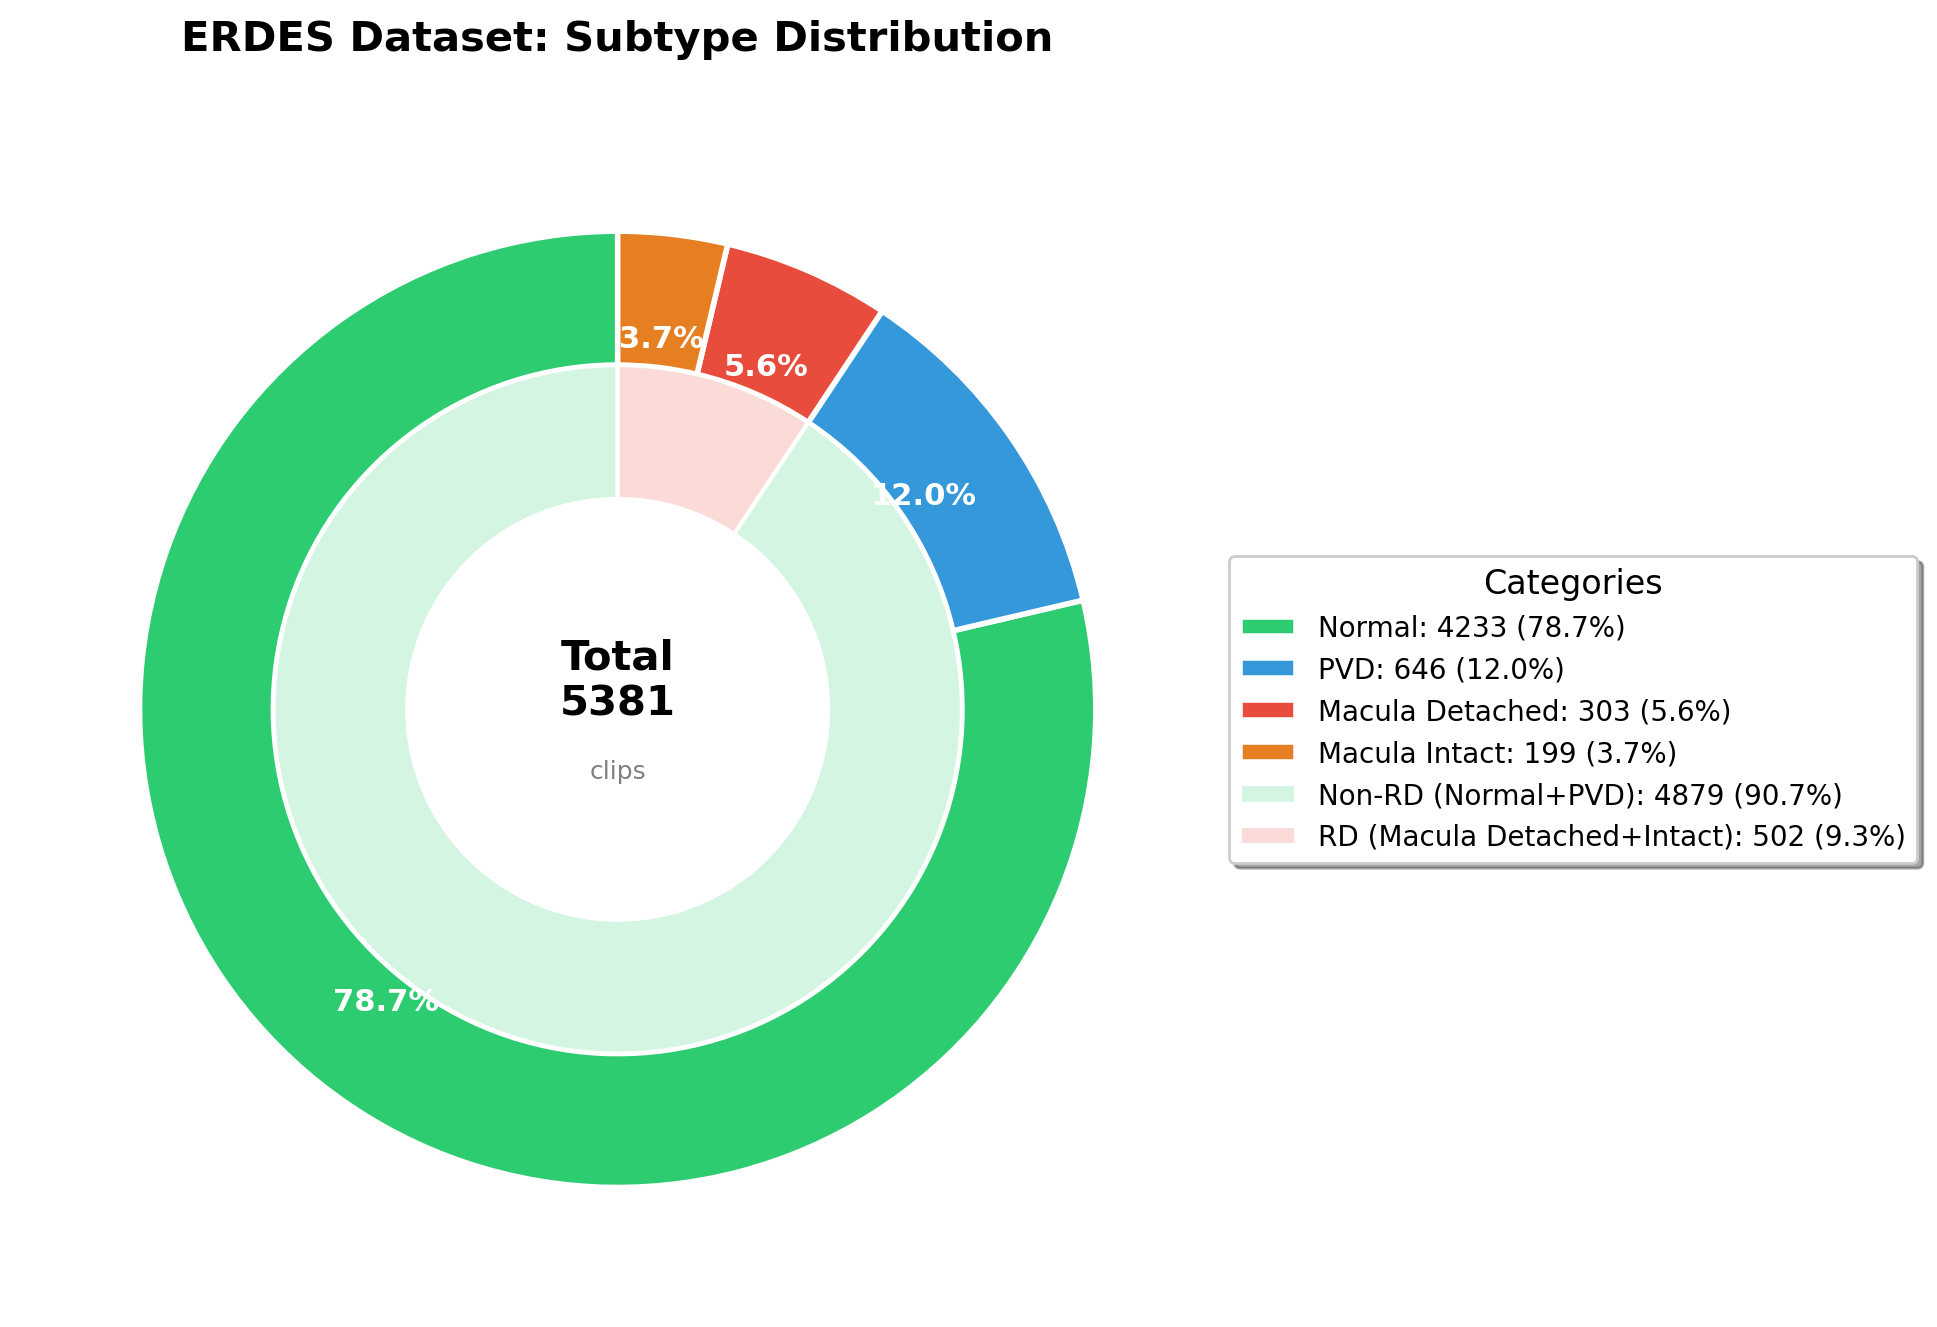 ERDES Dataset: Subtype Distribution
3.7%
5.6%
12.0%
78.7%
Total
5381
clips
Categories
Normal: 4233 (78.7%)
PVD: 646 (12.0%)
Macula Detached: 303 (5.6%)
Macula Intact: 199 (3.7%)
Non-RD (Normal+PVD): 4879 (90.7%)
RD (Macula Detached+Intact): 502 (9.3%)